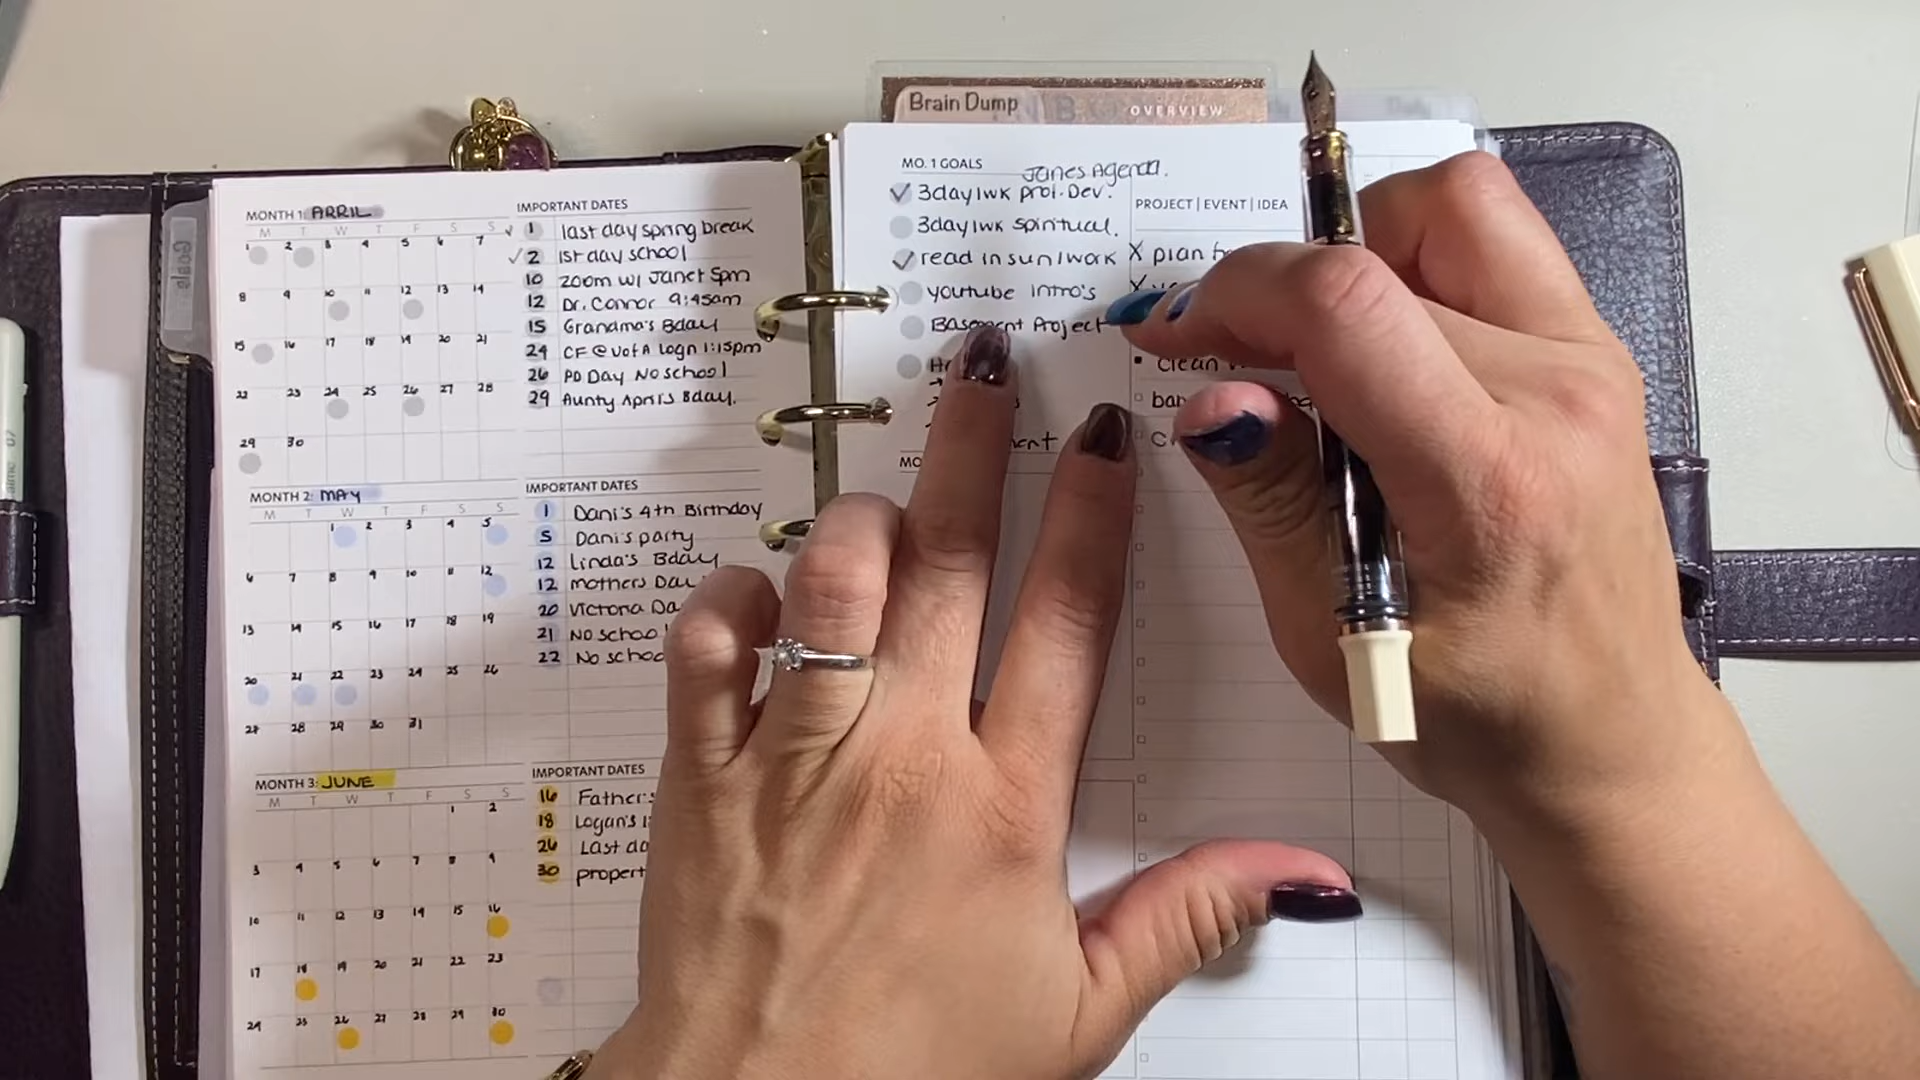 Brain Dump
OVERVIEW
Goals
MONTH 1: APRIL
M T W T F S S
1 2 3 4 5 6 7
8 9 10 11 12 13 14
15 16 17 18 19 20 21
22 23 24 25 26 27 28
29 30
IMPORTANT DATES
✓ 1 last day spring break
✓ 2 1st day school
10 zoom w/ Janet 5pm
12 Dr. Connor 9:45am
15 Grandma's Bday
24 CF @ Vet A Logn 1:15pm
26 PD Day No school
29 Aunty April's Bday.
MONTH 2: MAY
M T W T F S S
1 2 3 4 5
6 7 8 9 10 11 12
13 14 15 16 17 18 19
20 21 22 23 24 25 26
27 28 29 30 31
IMPORTANT DATES
1 Dani's 4th Birthday
5 Dani's party
12 Linda's Bday
12 mothers
20 Victoria
21 No
22 No
MONTH 3: JUNE
M T W T F S S
1 2
3 4 5 6 7 8 9
10 11 12 13 14 15 16
17 18 19 20 21 22 23
24 25 26 27 28 29 30
IMPORTANT DATES
16
18 Logan's
26 Last
30
MO. 1 GOALS
Janes Agenda.
✓ 3day/wk prof. Dev.
3day/wk spiritual.
✓ read in sun/work
youtube intro's
Basement Project
PROJECT | EVENT | IDEA
X plan
X
clean